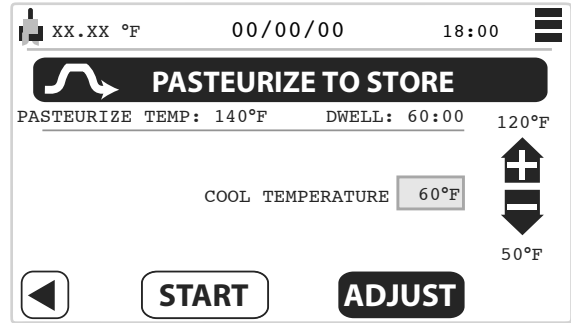 XX.XX °F 00/00/00 18:00
PASTEURIZE TO STORE
PASTEURIZE TEMP: 140°F DWELL: 60:00
120°F
COOL TEMPERATURE 60°F
50°F
START ADJUST